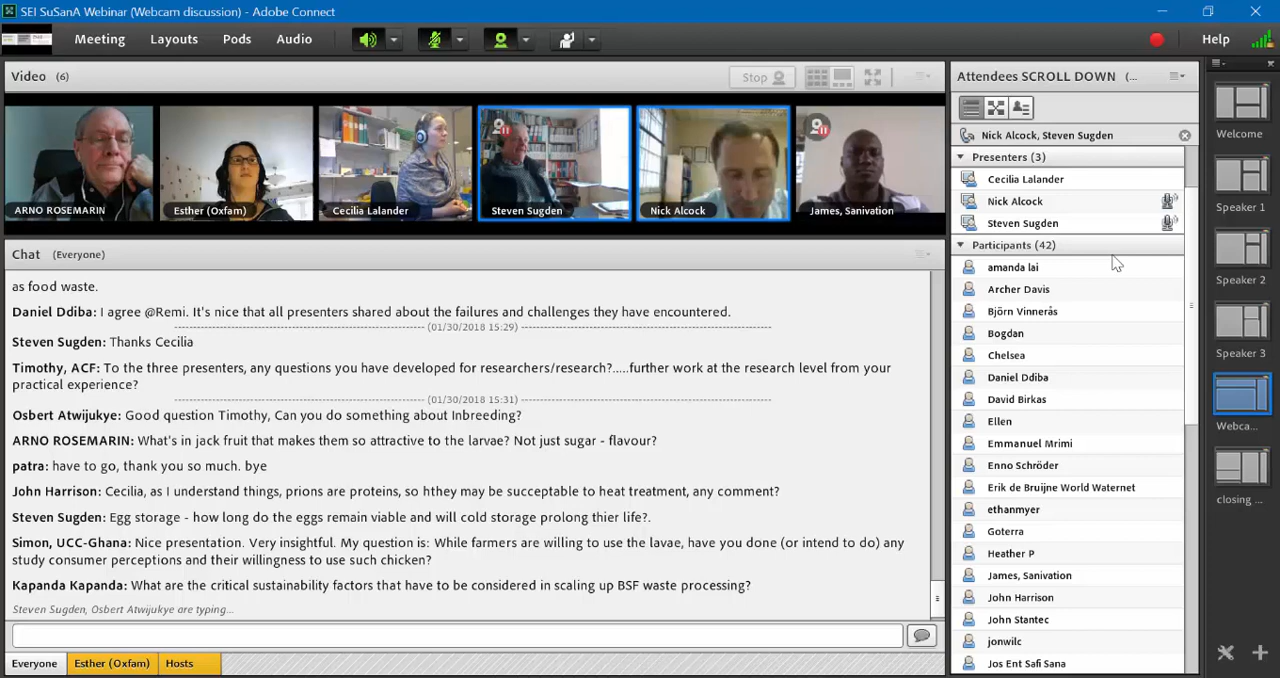 SEI SuSanA Webinar (Webcam discussion) - Adobe Connect
Meeting Layouts Pods Audio Help
Video (6) Stop
ARNO ROSEMARIN Esther (Oxfam) Cecilia Lalander Steven Sugden Nick Alcock James, Sanivation
Chat (Everyone)
as food waste.
Daniel Ddiba: I agree @Remi. It's nice that all presenters shared about the failures and challenges they have encountered.
(01/30/2018 15:29)
Steven Sugden: Thanks Cecilia
Timothy, ACF: To the three presenters, any questions you have developed for researchers/research?.....further work at the research level from your
practical experience?
(01/30/2018 15:31)
Osbert Atwijukye: Good question Timothy, Can you do something about Inbreeding?
ARNO ROSEMARIN: What's in jack fruit that makes them so attractive to the larvae? Not just sugar - flavour?
patra: have to go, thank you so much. bye
John Harrison: Cecilia, as I understand things, prions are proteins, so hthey may be succeptable to heat treatment, any comment?
Steven Sugden: Egg storage - how long do the eggs remain viable and will cold storage prolong thier life?.
Simon, UCC-Ghana: Nice presentation. Very insightful. My question is: While farmers are willing to use the lavae, have you done (or intend to do) any
study consumer perceptions and their willingness to use such chicken?
Kapanda Kapanda: What are the critical sustainability factors that have to be considered in scaling up BSF waste processing?
Steven Sugden, Osbert Atwijukye are typing...
Everyone Esther (Oxfam) Hosts
Attendees SCROLL DOWN (...
Nick Alcock, Steven Sugden
Presenters (3)
Cecilia Lalander
Nick Alcock
Steven Sugden
Participants (42)
amanda lai
Archer Davis
Björn Vinnerås
Bogdan
Chelsea
Daniel Ddiba
David Birkas
Ellen
Emmanuel Mrimi
Enno Schröder
Erik de Bruijne World Waternet
ethanmyer
Goterra
Heather P
James, Sanivation
John Harrison
John Stantec
jonwilc
Jos Ent Safi Sana
Welcome
Speaker 1
Speaker 2
Speaker 3
Webca...
closing ...